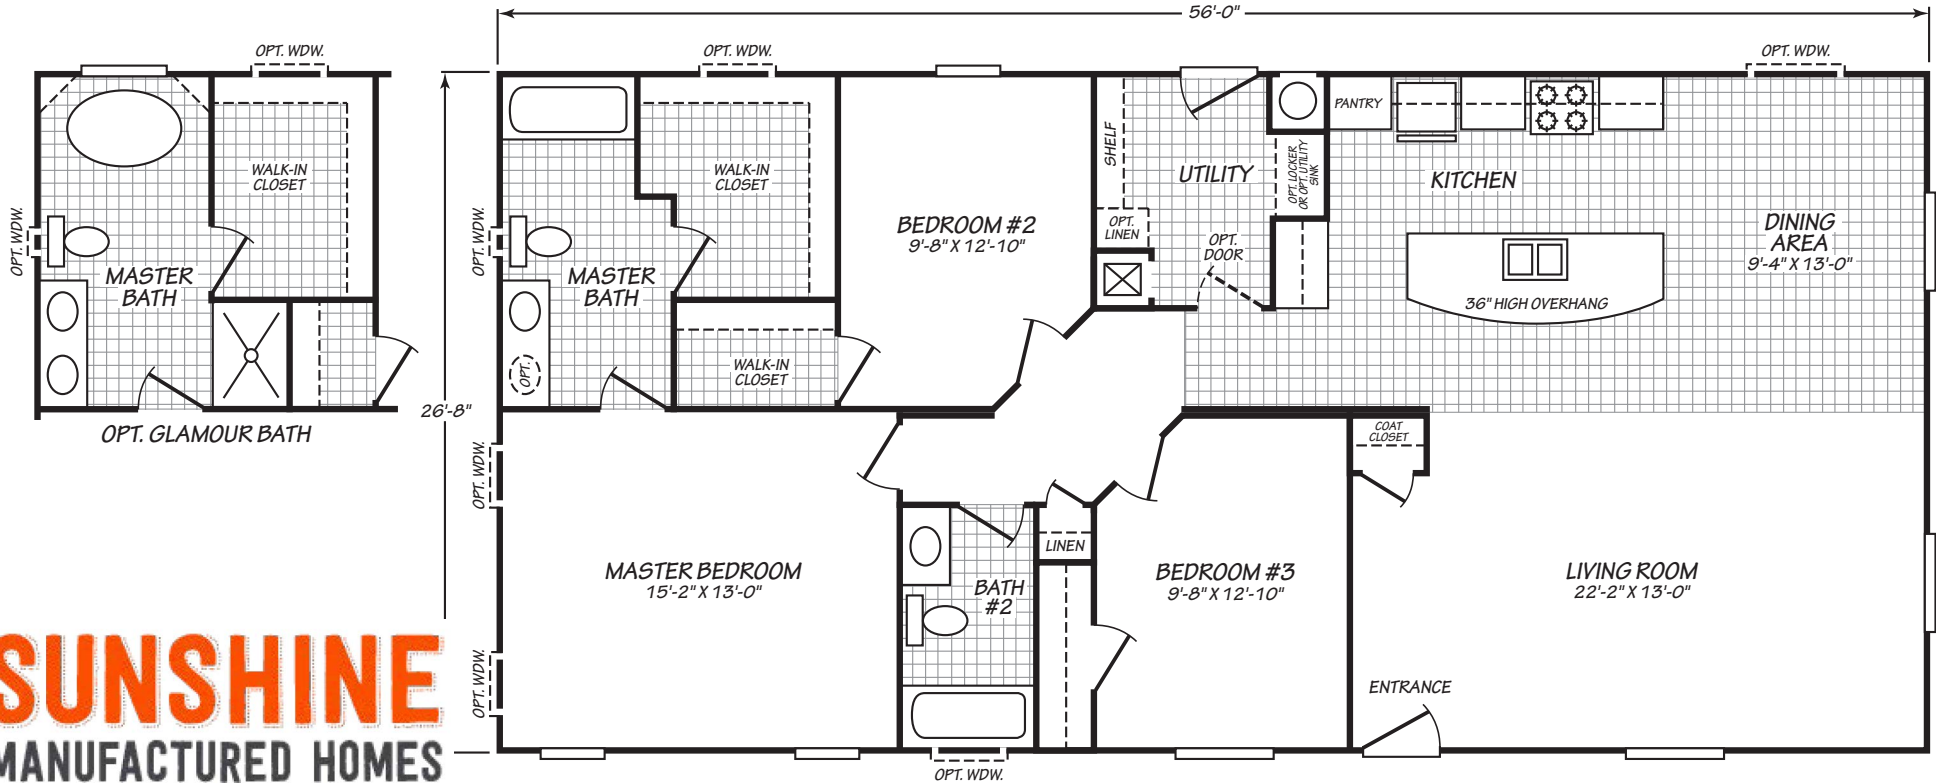 56'-0"
OPT. WDW.
OPT. WDW.
OPT. WDW.
WALK-IN
CLOSET
OPT. WDW.
MASTER
BATH
OPT. GLAMOUR BATH
26'-8"
WALK-IN
CLOSET
OPT. WDW.
MASTER
BATH
OPT.
WALK-IN
CLOSET
BEDROOM #2
9'-8" X 12'-10"
SHELF
UTILITY
OPT.
LINEN
OPT.
DOOR
OPT. LOCKER
OR OPT. UTILITY
SINK
PANTRY
KITCHEN
36" HIGH OVERHANG
DINING
AREA
9'-4" X 13'-0"
OPT. WDW.
MASTER BEDROOM
15'-2" X 13'-0"
OPT. WDW.
BATH
#2
LINEN
BEDROOM #3
9'-8" X 12'-10"
COAT
CLOSET
LIVING ROOM
22'-2" X 13'-0"
ENTRANCE
OPT. WDW.
SUNSHINE
MANUFACTURED HOMES